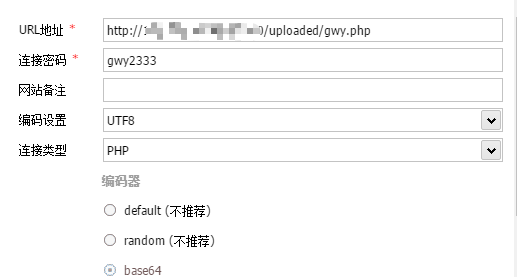 URL地址 * http://1 0/uploaded/gwy.php
连接密码 * gwy2333
网站备注
编码设置 UTF8
连接类型 PHP
编码器
default (不推荐)
random (不推荐)
base64